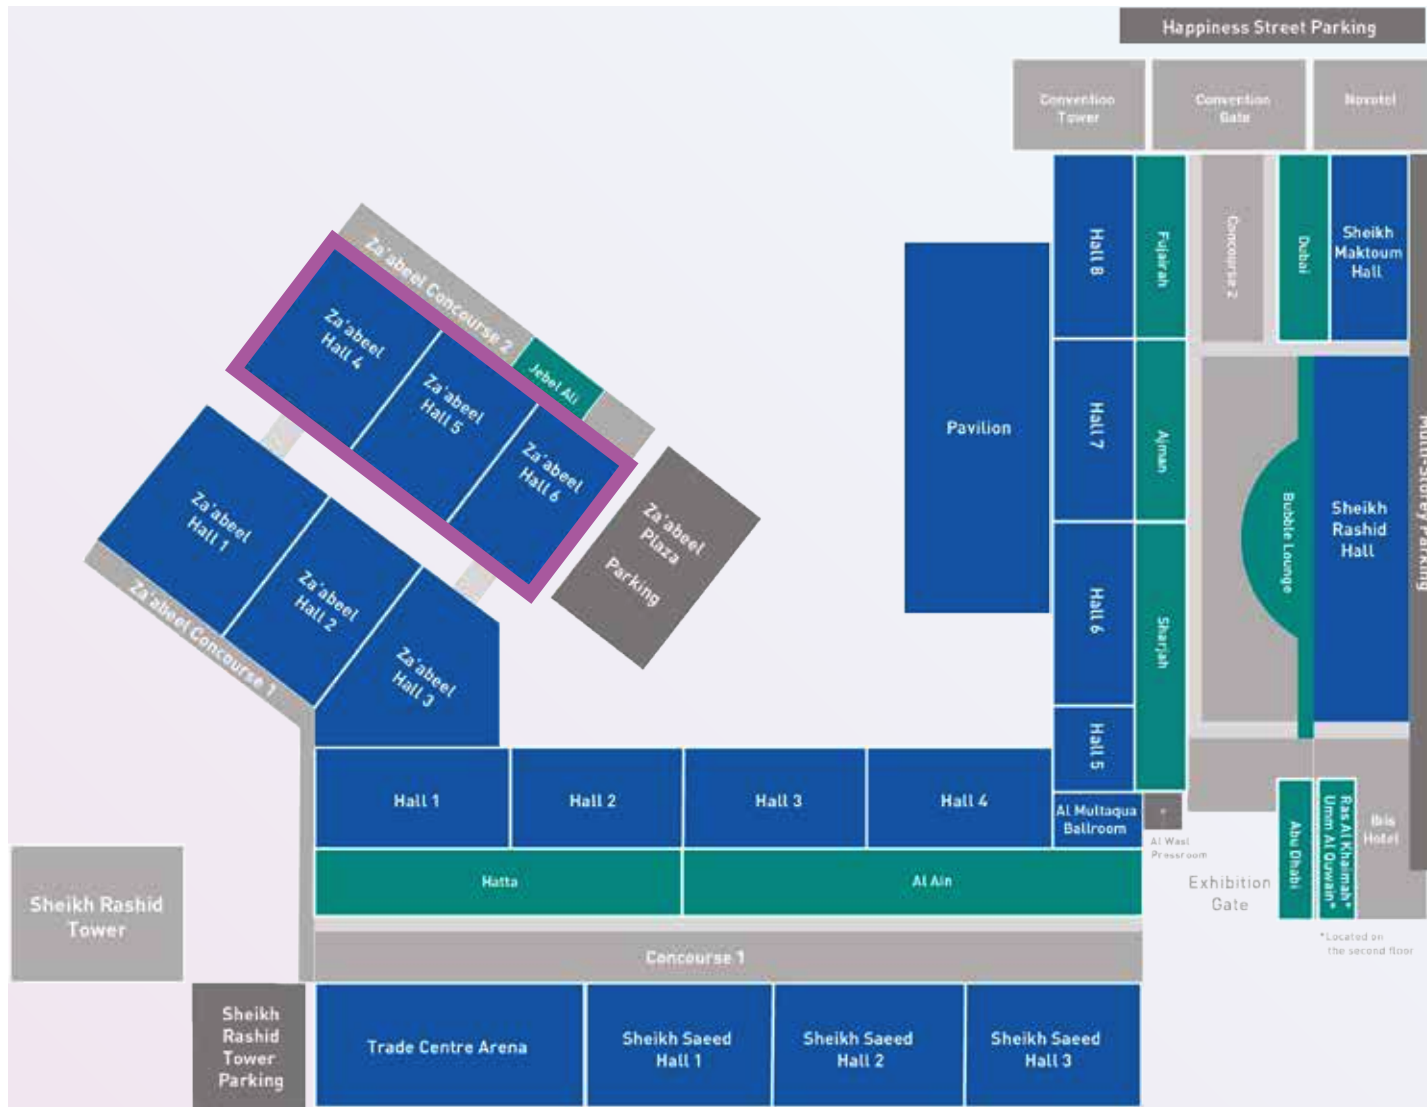 Happiness Street Parking
Convention
Tower
Convention
Gate
Novotel
Hall 8
Fujairah
Concourse 2
Dubai
Sheikh
Maktoum
Hall
Za'abeel Concourse 2
Za'abeel
Hall 4
Za'abeel
Hall 5
Jebel Ali
Za'abeel
Hall 6
Pavilion
Hall 7
Ajman
Bubble Lounge
Sheikh
Rashid
Hall
Multi-Storey Parking
Za'abeel
Hall 1
Za'abeel
Plaza
Parking
Za'abeel
Hall 2
Za'abeel Concourse 1
Za'abeel
Hall 3
Hall 6
Sharjah
Hall 5
Hall 1
Hall 2
Hall 3
Hall 4
Al Multaqua
Ballroom
*
Al Wasl
Pressroom
Abu Dhabi
Ras Al Khaimah*
Umm Al Quwain*
Ibis
Hotel
Hatta
Al Ain
Exhibition
Gate
Sheikh Rashid
Tower
*Located on
the second floor
Concourse 1
Sheikh
Rashid
Tower
Parking
Trade Centre Arena
Sheikh Saeed
Hall 1
Sheikh Saeed
Hall 2
Sheikh Saeed
Hall 3